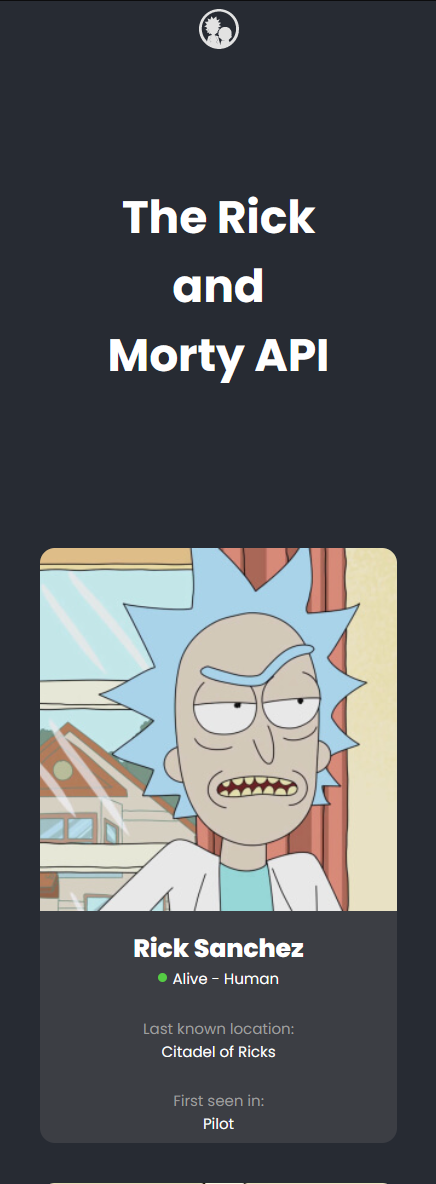 The Rick
and
Morty API
Rick Sanchez
Alive - Human
Last known location:
Citadel of Ricks
First seen in:
Pilot